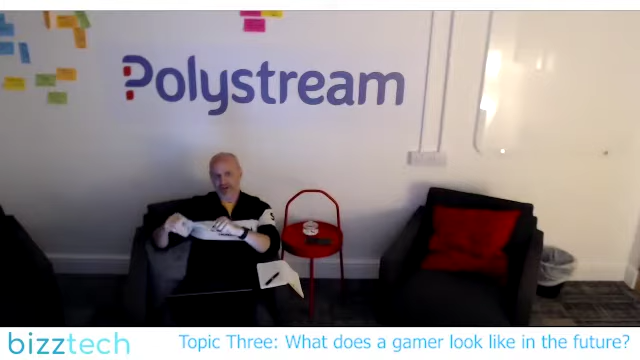 Polystream
bizztech
Topic Three: What does a gamer look like in the future?